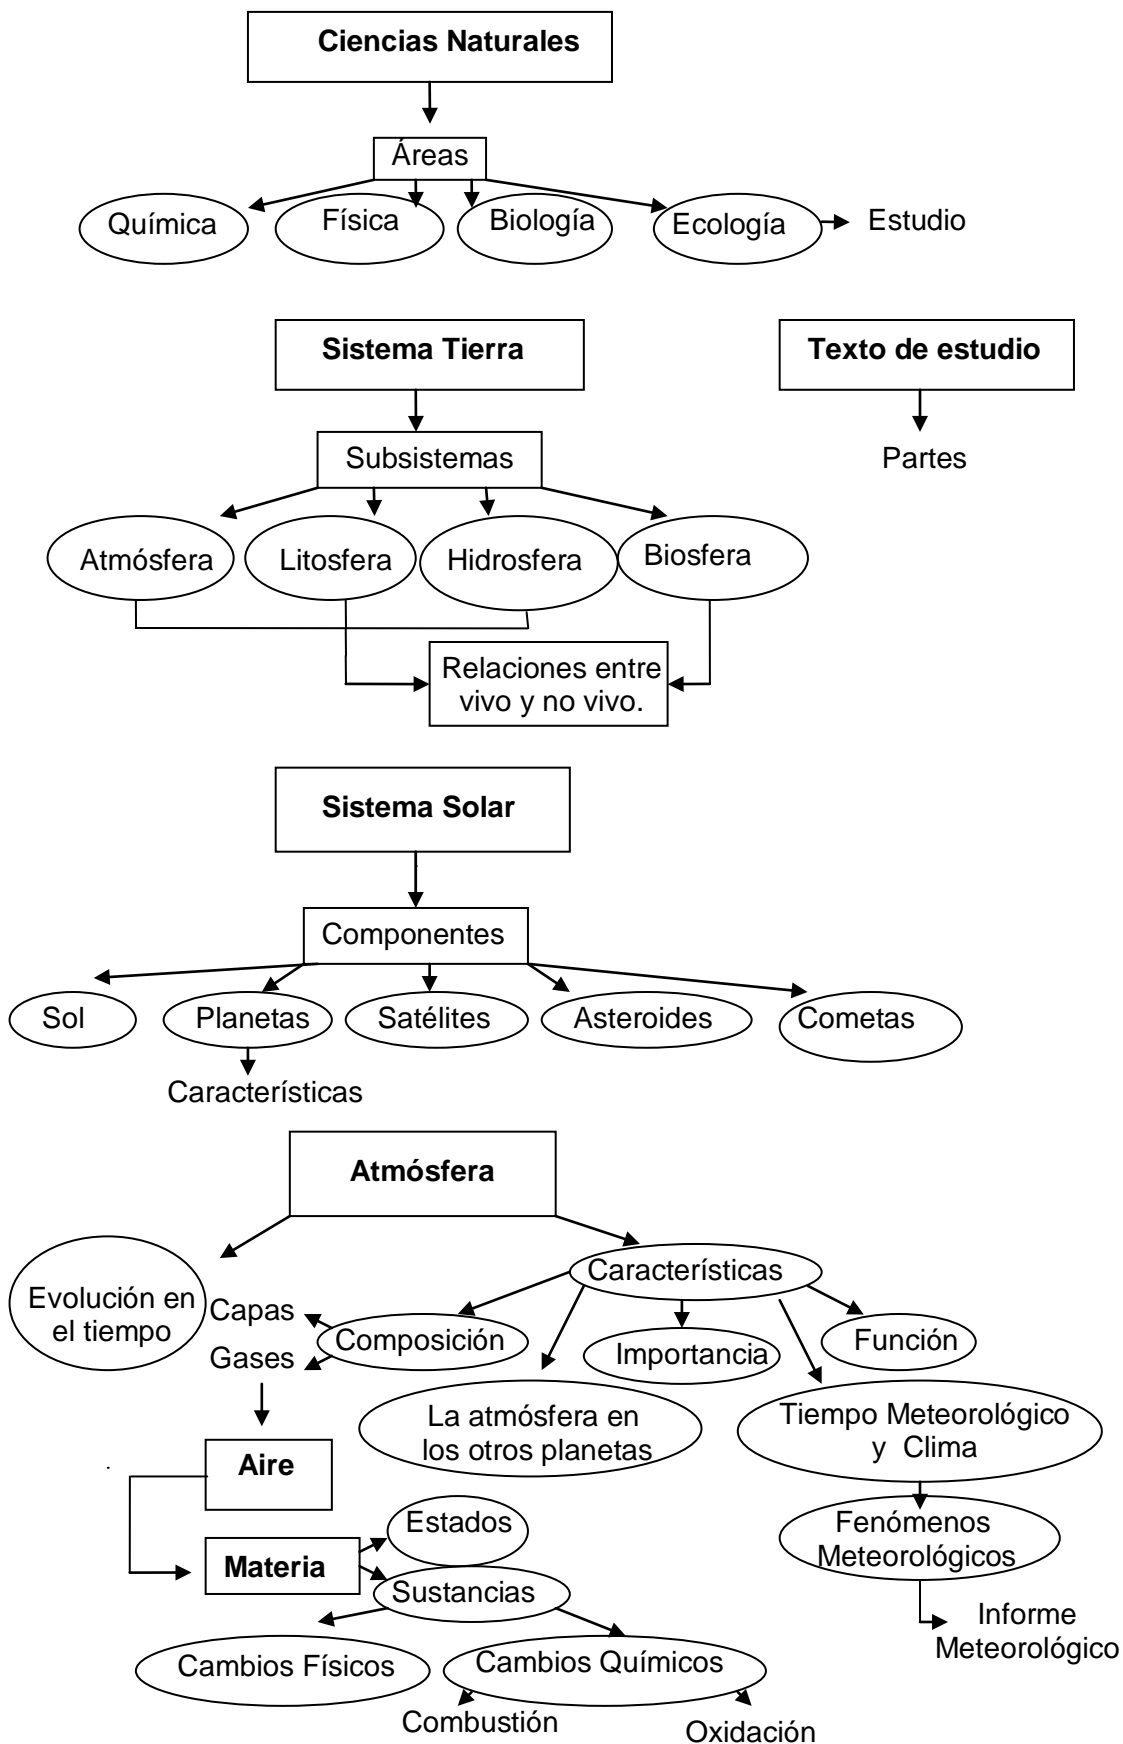 Ciencias Naturales
Áreas
Química
Física
Biología
Ecología
Estudio
Sistema Tierra
Texto de estudio
Subsistemas
Partes
Atmósfera
Litosfera
Hidrosfera
Biosfera
Relaciones entre
vivo y no vivo.
Sistema Solar
Componentes
Sol
Planetas
Satélites
Asteroides
Cometas
Características
Atmósfera
Características
Evolución en
el tiempo
Capas
Gases
Composición
Importancia
Función
La atmósfera en
los otros planetas
Tiempo Meteorológico
y Clima
Aire
Estados
Fenómenos
Meteorológicos
Materia
Sustancias
Informe
Meteorológico
Cambios Físicos
Cambios Químicos
Combustión
Oxidación